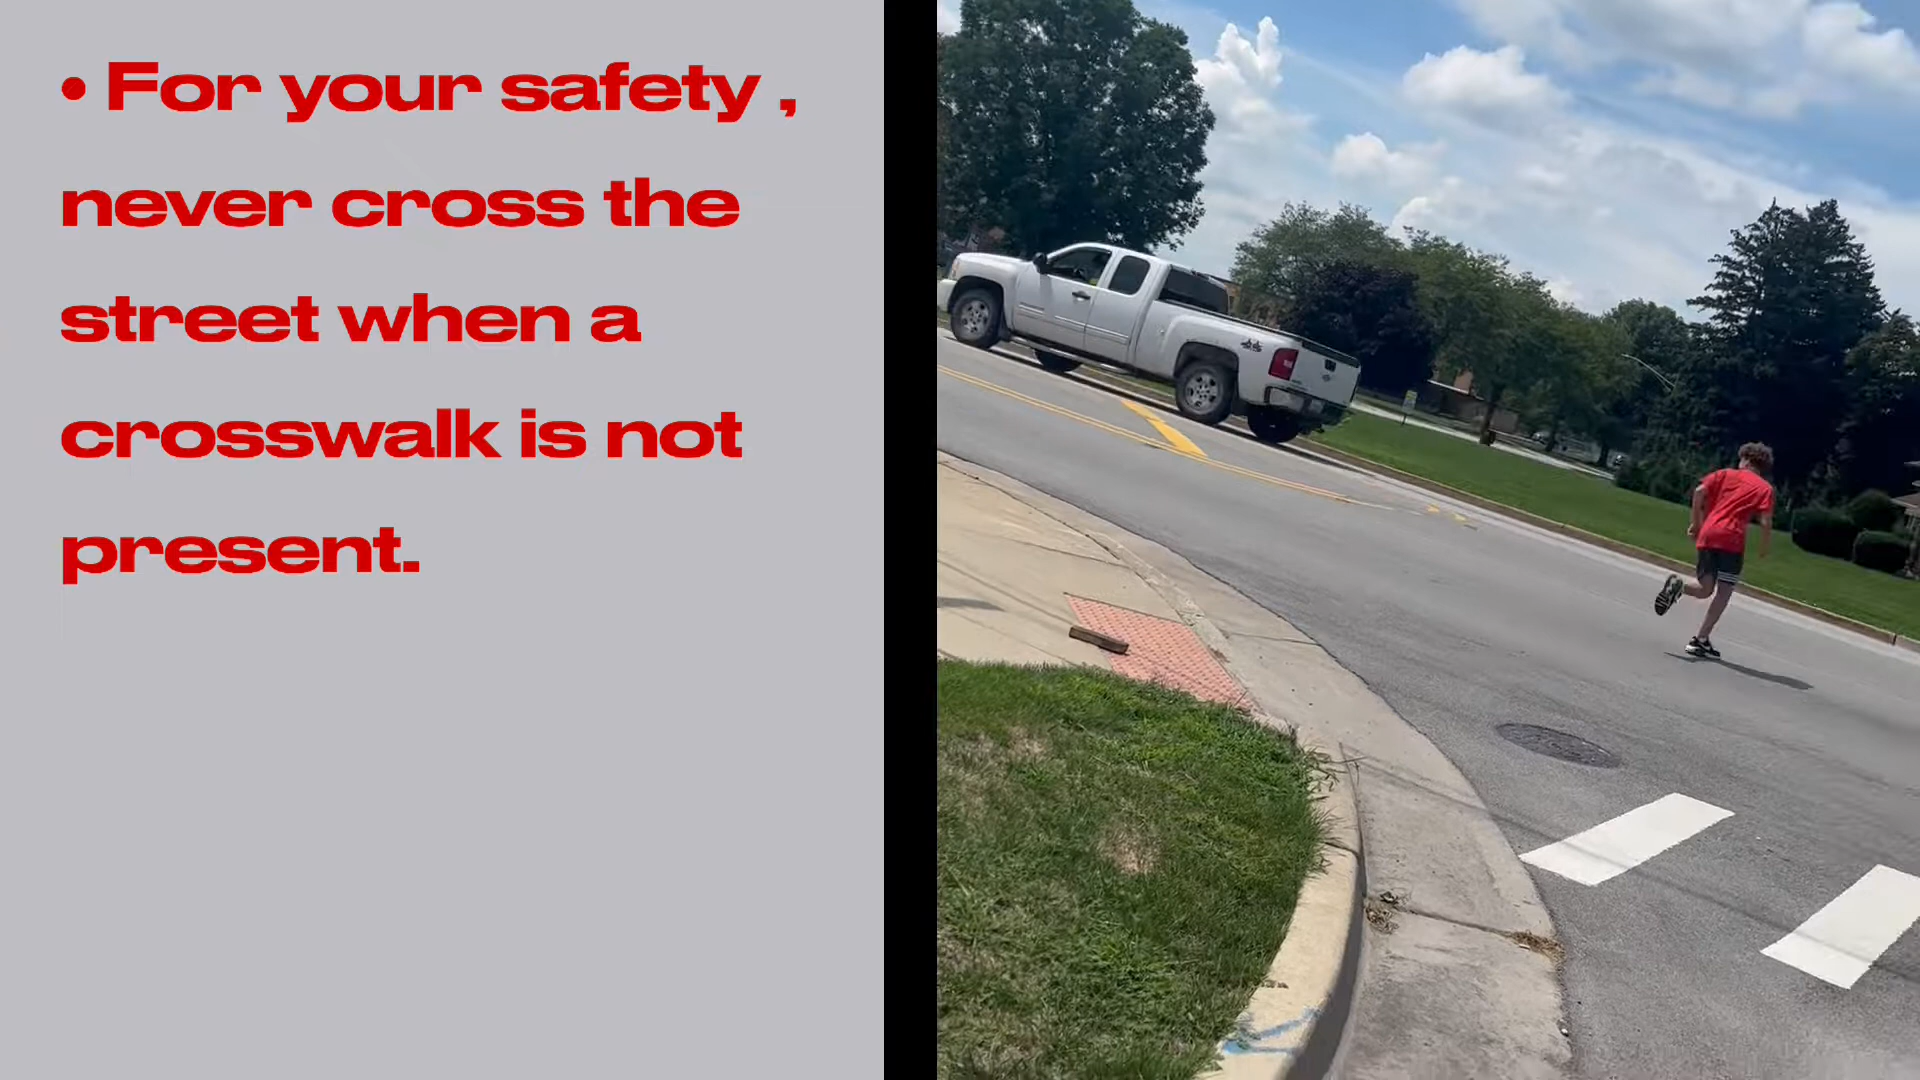 • For your safety ,
never cross the
street when a
crosswalk is not
present.